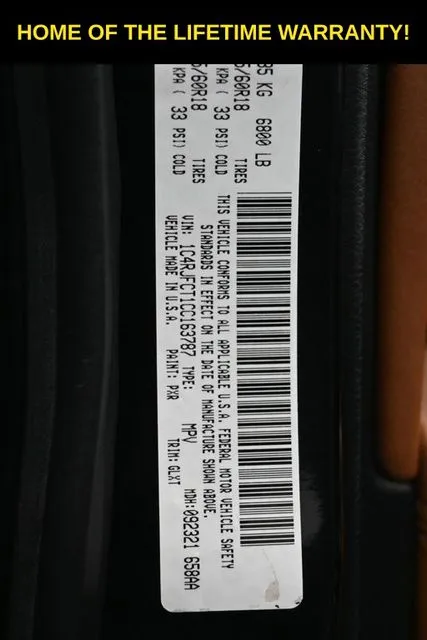 HOME OF THE LIFETIME WARRANTY!
85 KG 6800 LB
5/60R18 TIRES
KPA ( 33 PSI) COLD
5/60R18 TIRES
KPA ( 33 PSI) COLD
THIS VEHICLE CONFORMS TO ALL APPLICABLE U.S.A. FEDERAL MOTOR VEHICLE SAFETY
STANDARDS IN EFFECT ON THE DATE OF MANUFACTURE SHOWN ABOVE.
VIN: 1C4RJFCT1CC163787 TYPE: MPV MDH:092321 658AA
VEHICLE MADE IN U.S.A. PAINT: PXR TRIM: GLXT